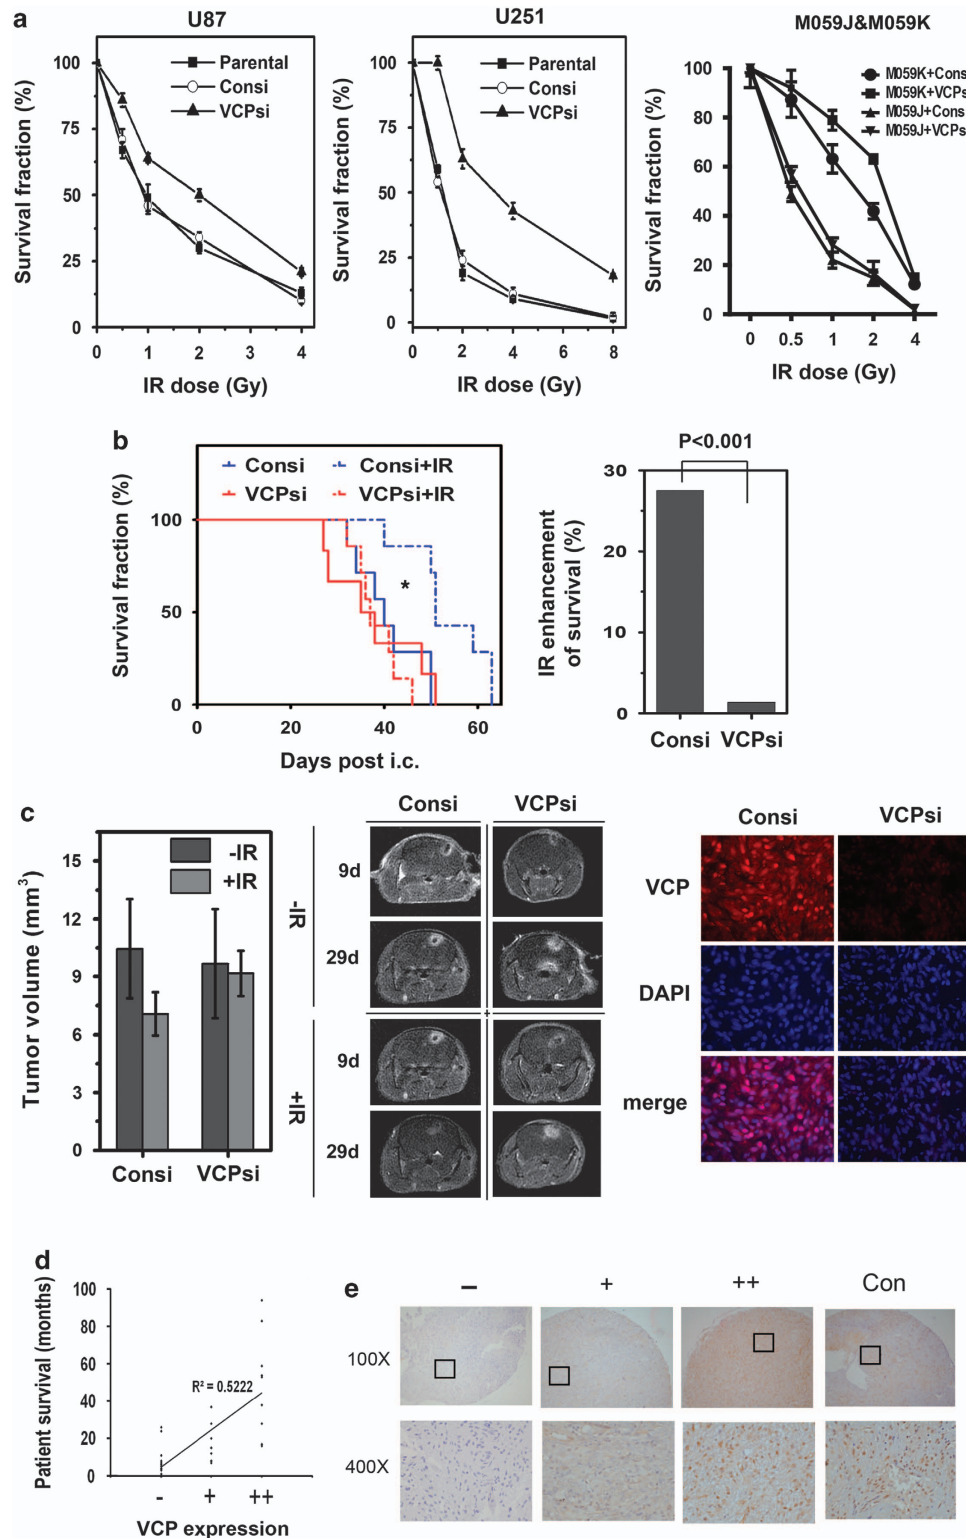 a
U87
Survival fraction (%)
100
75
50
25
0
Parental
Consi
VCPsi
0 1 2 3 4
IR dose (Gy)
U251
Survival fraction (%)
100
75
50
25
0
Parental
Consi
VCPsi
0 2 4 6 8
IR dose (Gy)
M059J&M059K
Survival fraction (%)
100
80
60
40
20
0
M059K+Cons
M059K+VCPs
M059J+Cons
M059J+VCPs
0 0.5 1 2 4
IR dose (Gy)
b
Survival fraction (%)
Consi Consi+IR
VCPsi VCPsi+IR
100
50
0
*
0 20 40 60
Days post i.c.
P<0.001
IR enhancement
of survival (%)
30
20
10
0
Consi VCPsi
c
Tumor volume (mm³)
15
12
9
6
3
0
-IR
+IR
Consi VCPsi
Consi VCPsi
-IR
9d
29d
+IR
9d
29d
Consi VCPsi
VCP
DAPI
merge
d
Patient survival (months)
100
80
60
40
20
0
R² = 0.5222
- + ++
VCP expression
e
– + ++ Con
100X
400X